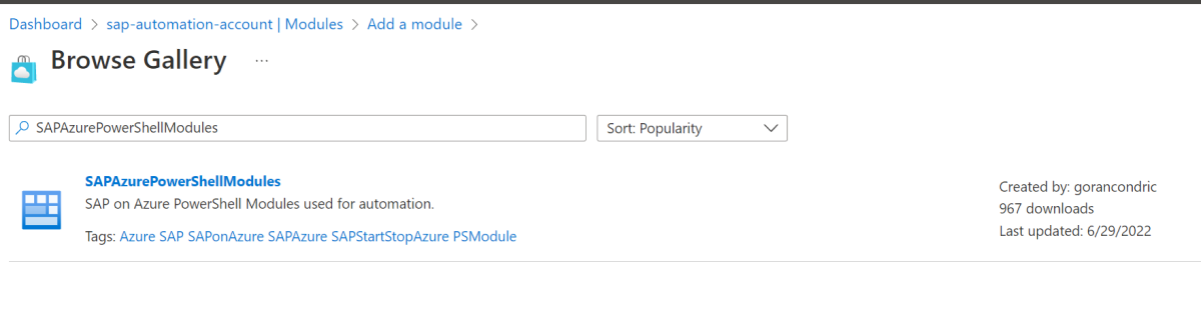 Dashboard > sap-automation-account | Modules > Add a module >
Browse Gallery ...
SAPAzurePowerShellModules
Sort: Popularity
SAPAzurePowerShellModules
SAP on Azure PowerShell Modules used for automation.
Tags: Azure SAP SAPonAzure SAPAzure SAPStartStopAzure PSModule
Created by: gorancondric
967 downloads
Last updated: 6/29/2022